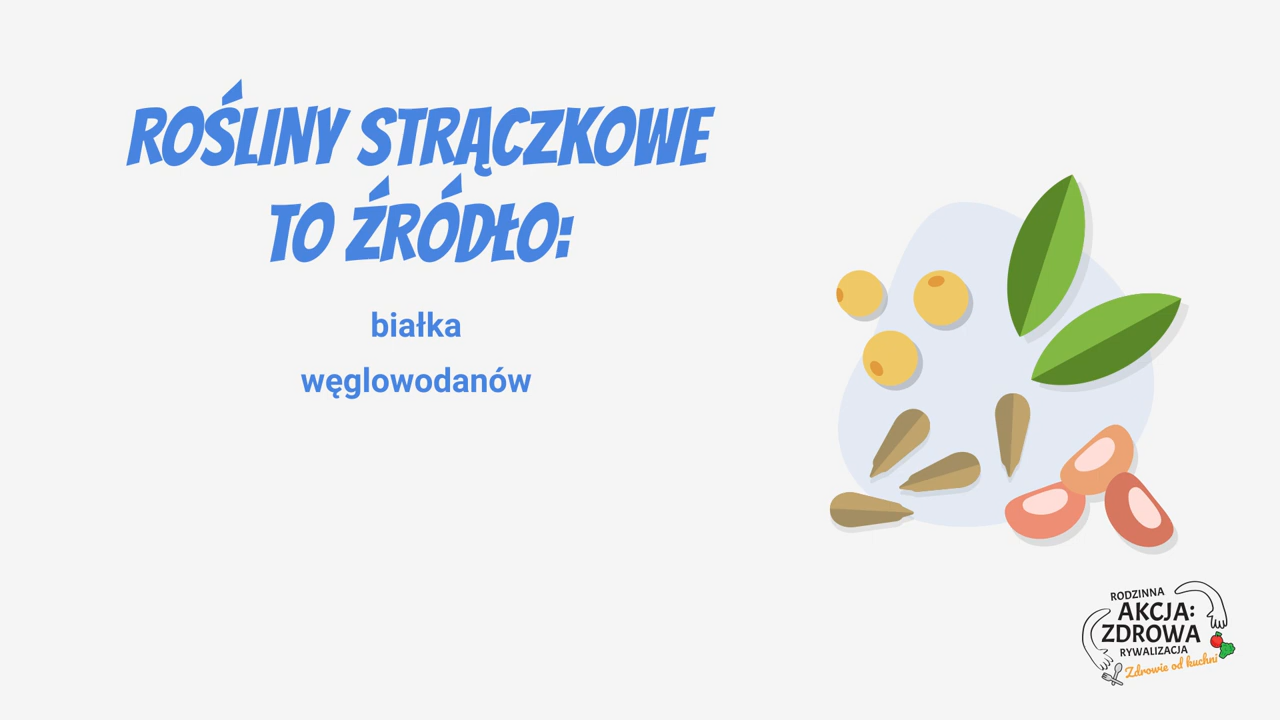 ROŚLINY STRĄCZKOWE
TO ŹRÓDŁO:
białka
węglowodanów
RODZINNA
AKCJA:
ZDROWA
RYWALIZACJA
Zdrowie od kuchni